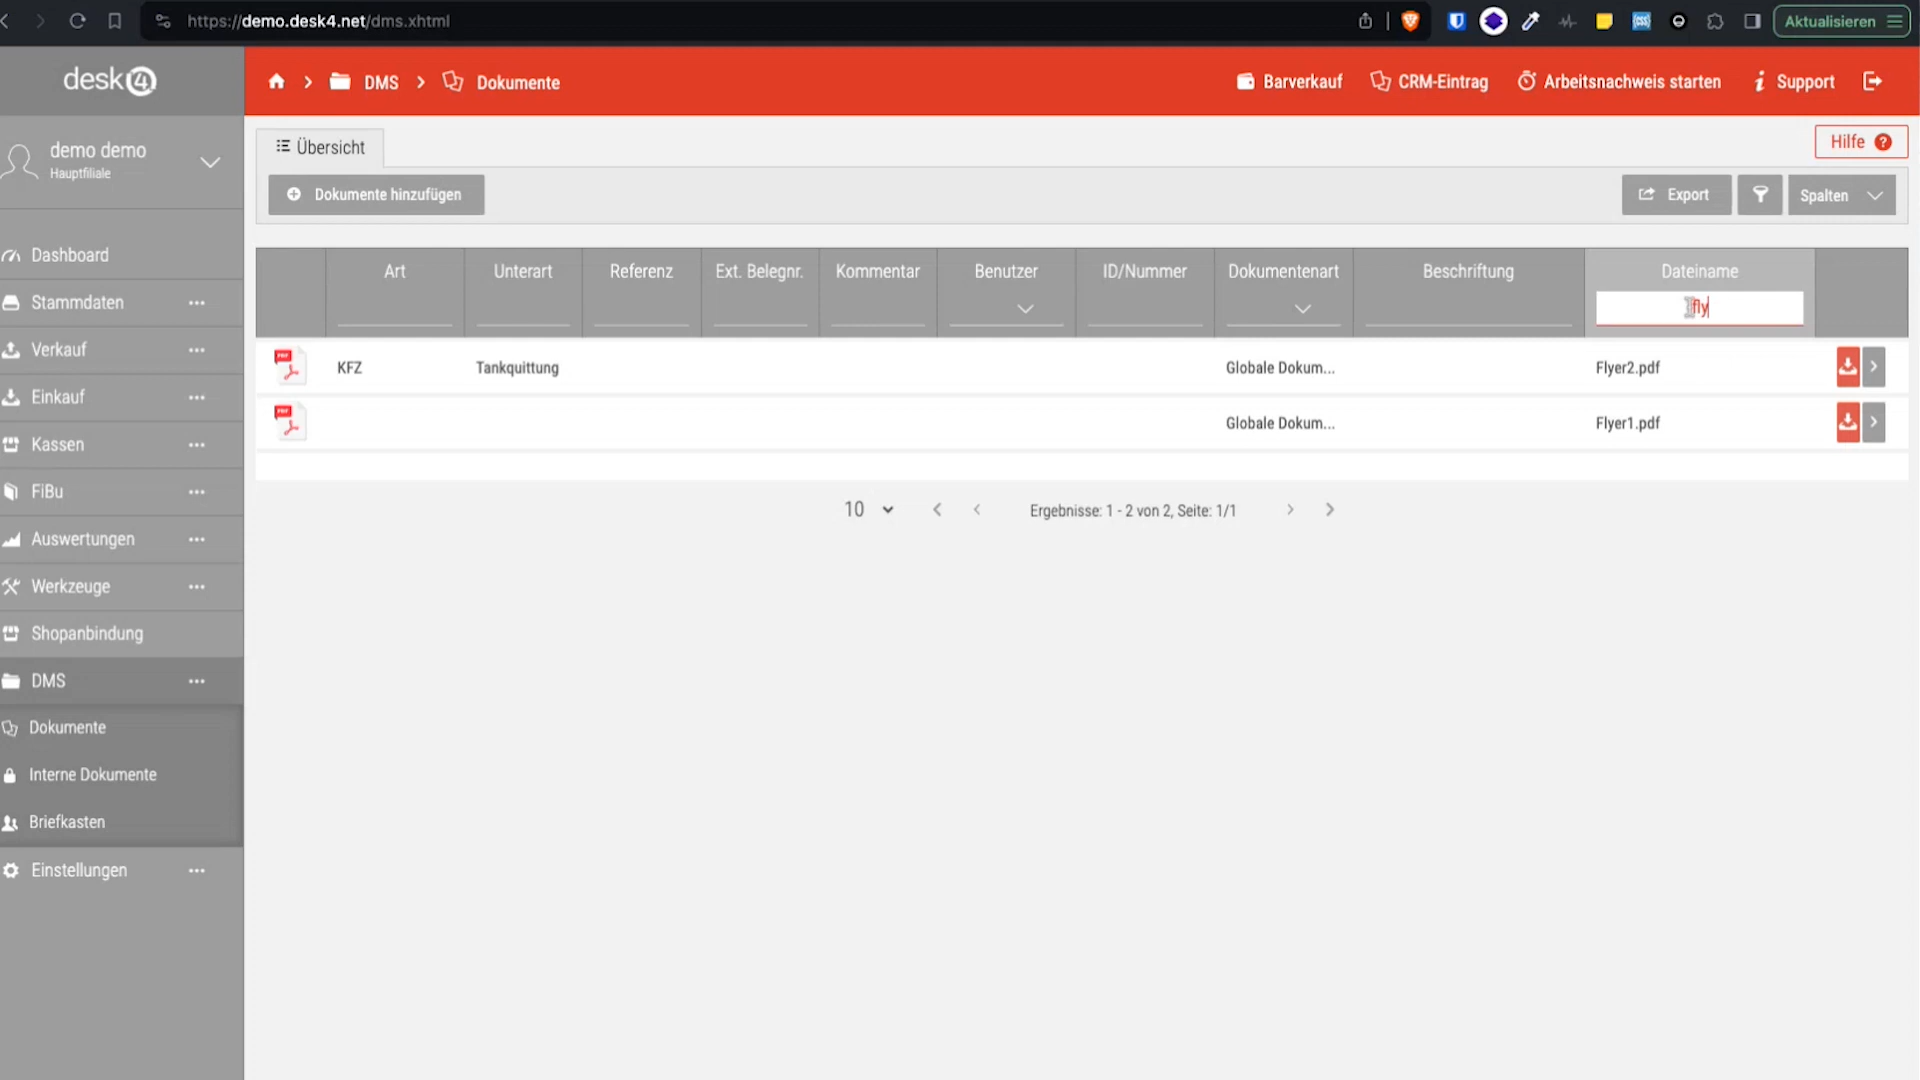 https://demo.desk4.net/dms.xhtml
Aktualisieren
desk4
DMS
Dokumente
Barverkauf
CRM-Eintrag
Arbeitsnachweis starten
Support
demo demo
Hauptfiliale
Übersicht
Hilfe
Dokumente hinzufügen
Export
Spalten
Dashboard
Stammdaten
Verkauf
Einkauf
Kassen
FiBu
Auswertungen
Werkzeuge
Shopanbindung
DMS
Dokumente
Interne Dokumente
Briefkasten
Einstellungen
Art Unterart Referenz Ext. Belegnr. Kommentar Benutzer ID/Nummer Dokumentenart Beschriftung Dateiname
fly
PDF KFZ Tankquittung Globale Dokum... Flyer2.pdf
PDF Globale Dokum... Flyer1.pdf
10 Ergebnisse: 1 - 2 von 2, Seite: 1/1